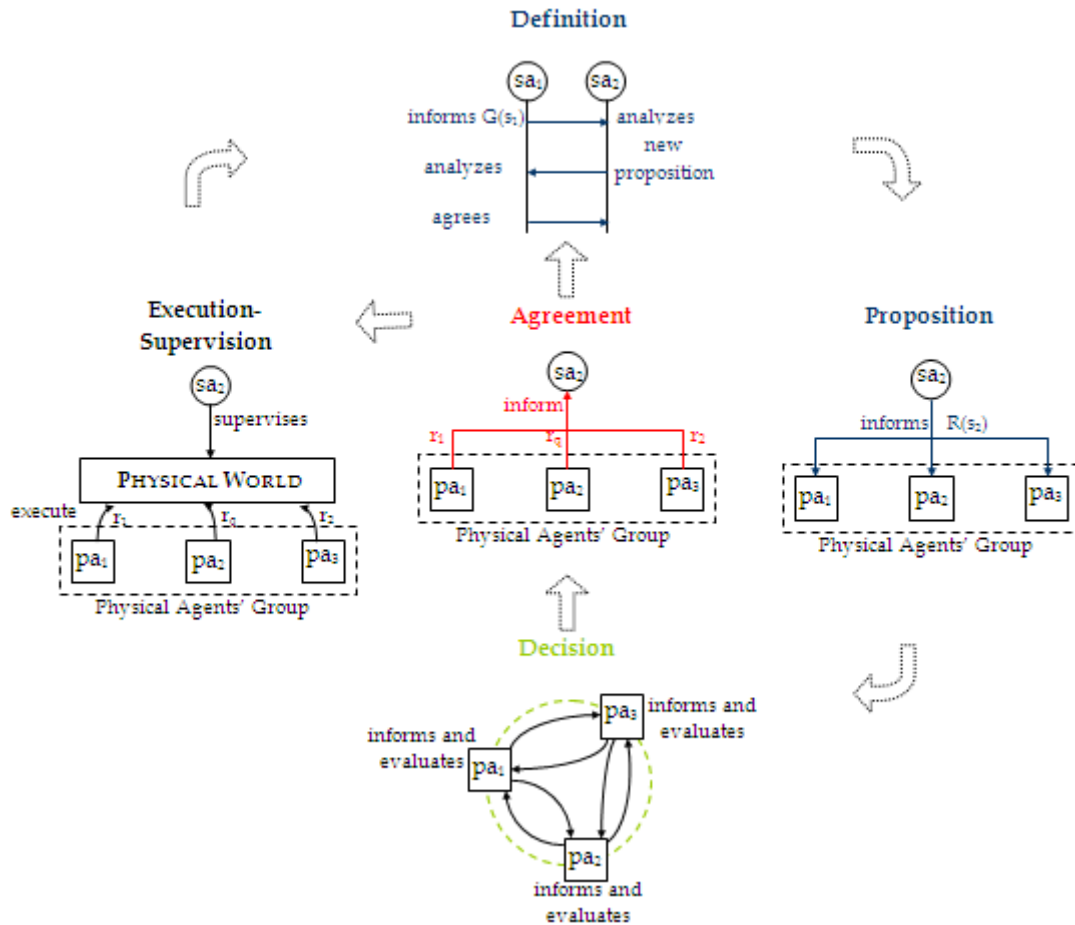 Definition
sa₁ sa₂
informs G(s₁) analyzes
new
analyzes proposition
agrees
Execution-
Supervision
sa₂
supervises
PHYSICAL WORLD
execute
r₁ r_q r₂
pa₁ pa₂ pa₃
Physical Agents' Group
Agreement
sa₂
inform
r₁ r_q r₂
pa₁ pa₂ pa₃
Physical Agents' Group
Proposition
sa₂
informs R(s₂)
pa₁ pa₂ pa₃
Physical Agents' Group
Decision
pa₃ informs and
evaluates
informs and
evaluates pa₁
pa₂
informs and
evaluates